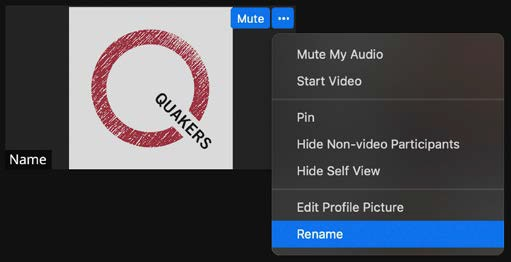 Mute
QUAKERS
Name
Mute My Audio
Start Video
Pin
Hide Non-video Participants
Hide Self View
Edit Profile Picture
Rename